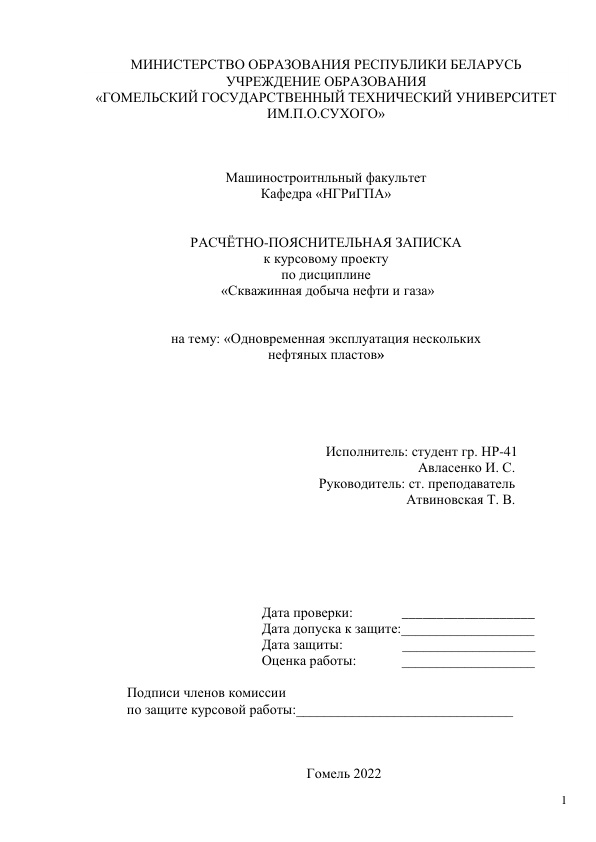 МИНИСТЕРСТВО ОБРАЗОВАНИЯ РЕСПУБЛИКИ БЕЛАРУСЬ
УЧРЕЖДЕНИЕ ОБРАЗОВАНИЯ
«ГОМЕЛЬСКИЙ ГОСУДАРСТВЕННЫЙ ТЕХНИЧЕСКИЙ УНИВЕРСИТЕТ
ИМ.П.О.СУХОГО»
Машиностроитнльный факультет
Кафедра «НГРиГПА»
РАСЧЁТНО-ПОЯСНИТЕЛЬНАЯ ЗАПИСКА
к курсовому проекту
по дисциплине
«Скважинная добыча нефти и газа»
на тему: «Одновременная эксплуатация нескольких
нефтяных пластов»
Исполнитель: студент гр. НР-41
Авласенко И. С.
Руководитель: ст. преподаватель
Атвиновская Т. В.
Дата проверки: ___________________
Дата допуска к защите:___________________
Дата защиты: ___________________
Оценка работы: ___________________
Подписи членов комиссии
по защите курсовой работы:_______________________________
Гомель 2022
1